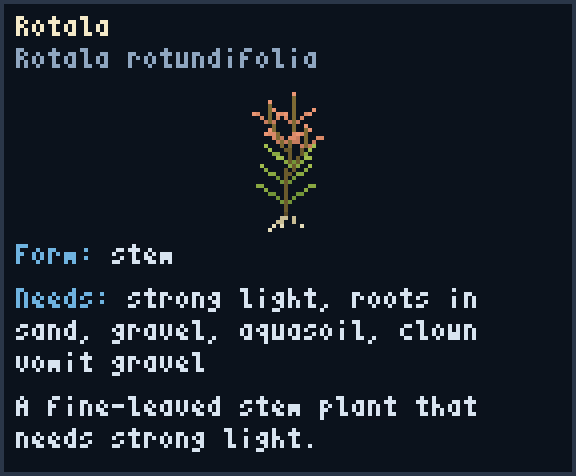 Rotala
Rotala rotundifolia
Form: stem
Needs: strong light, roots in
sand, gravel, aquasoil, clown
vomit gravel
A fine-leaved stem plant that
needs strong light.